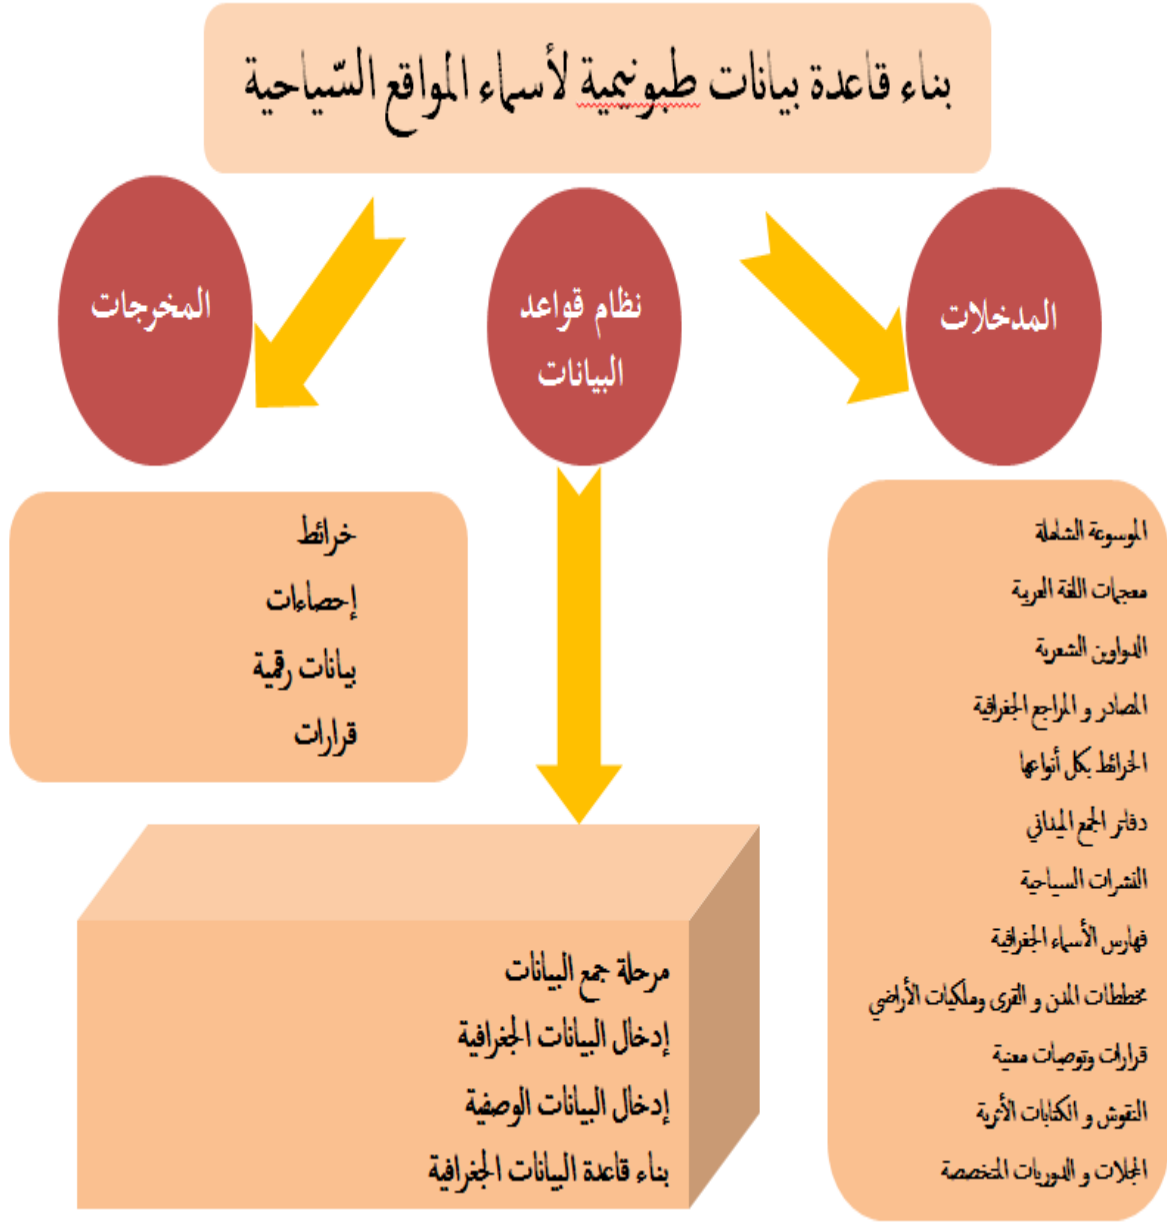 بناء قاعدة بيانات طبونيمية لأسماء المواقع السّياحية
المدخلات
نظام قواعد
البيانات
المخرجات
الموسوعة الشاملة
معجمات اللغة العربية
الدواوين الشعرية
المصادر و المراجع الجغرافية
الخرائط بكل أنواعها
دفاتر الجمع الميداني
النشرات السياحية
فهارس الأسماء الجغرافية
مخططات المدن و القرى وملكيات الأراضي
قرارات وتوصيات معنية
النقوش و الكتابات الأثرية
المجلات و الدوريات المتخصصة
مرحلة جمع البيانات
إدخال البيانات الجغرافية
إدخال البيانات الوصفية
بناء قاعدة البيانات الجغرافية
خرائط
إحصاءات
بيانات رقمية
قرارات